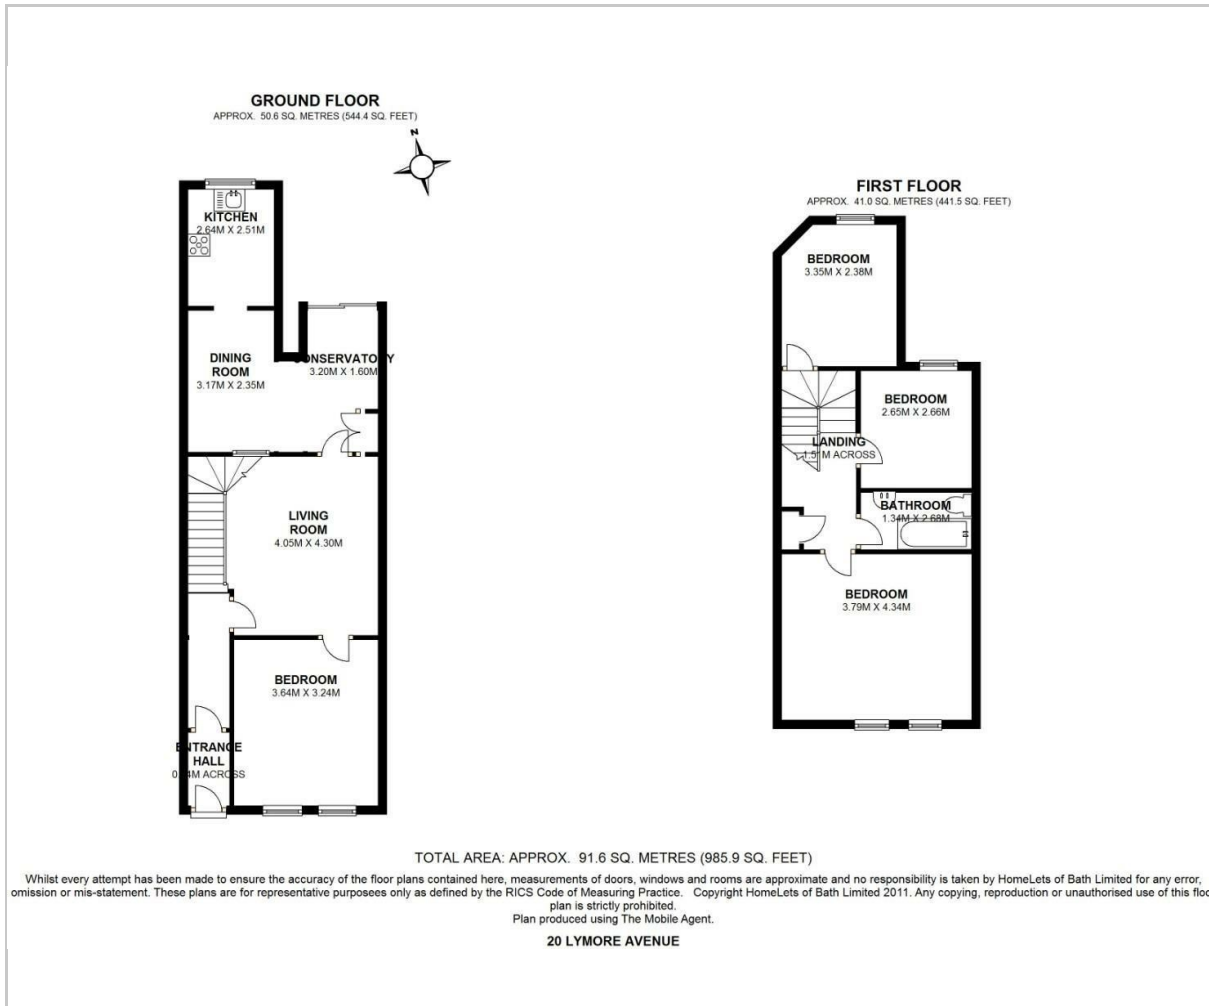 GROUND FLOOR
APPROX. 50.6 SQ. METRES (544.4 SQ. FEET)
N
KITCHEN
2.64M X 2.51M
DINING
ROOM
3.17M X 2.35M
CONSERVATORY
3.20M X 1.60M
LIVING
ROOM
4.05M X 4.30M
BEDROOM
3.64M X 3.24M
ENTRANCE
HALL
M ACROSS
FIRST FLOOR
APPROX. 41.0 SQ. METRES (441.5 SQ. FEET)
BEDROOM
3.35M X 2.38M
BEDROOM
2.65M X 2.66M
LANDING
1.51M ACROSS
BATHROOM
1.34M X 2.68M
BEDROOM
3.79M X 4.34M
TOTAL AREA: APPROX. 91.6 SQ. METRES (985.9 SQ. FEET)
Whilst every attempt has been made to ensure the accuracy of the floor plans contained here, measurements of doors, windows and rooms are approximate and no responsibility is taken by HomeLets of Bath Limited for any error,
omission or mis-statement. These plans are for representative purposees only as defined by the RICS Code of Measuring Practice. Copyright HomeLets of Bath Limited 2011. Any copying, reproduction or unauthorised use of this floo
plan is strictly prohibited.
Plan produced using The Mobile Agent.
20 LYMORE AVENUE